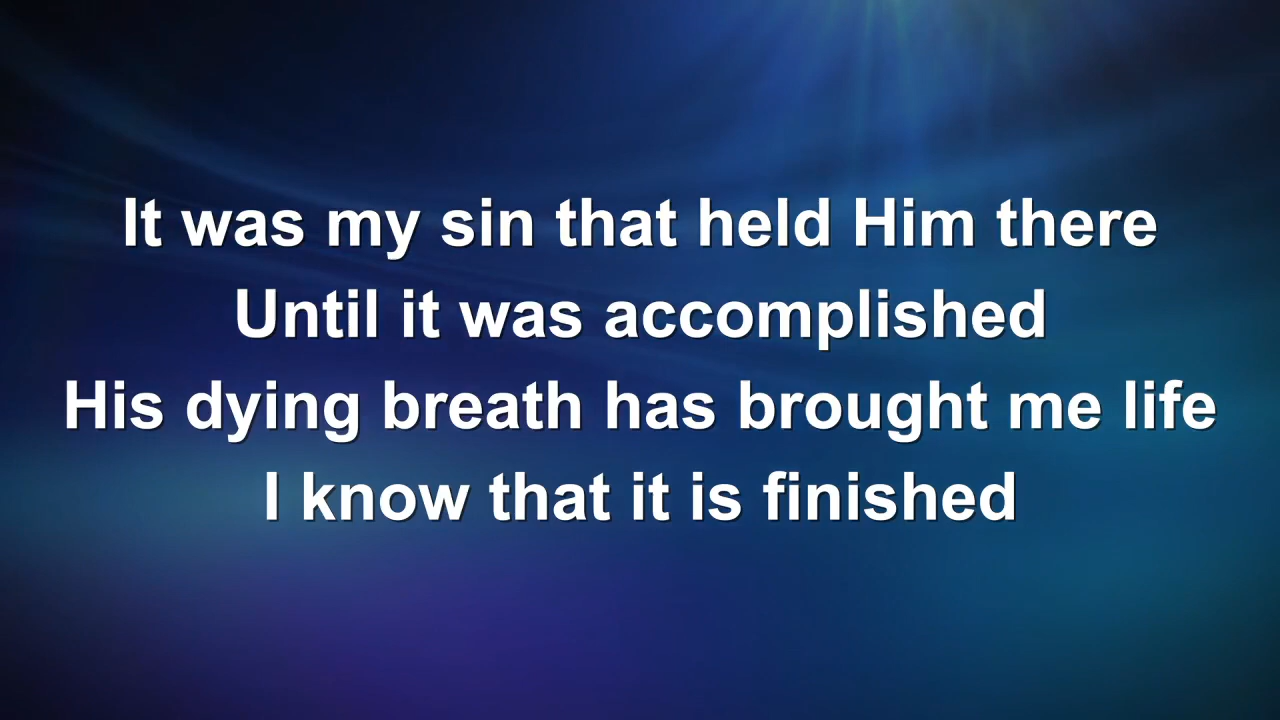 It was my sin that held Him there
Until it was accomplished
His dying breath has brought me life
I know that it is finished